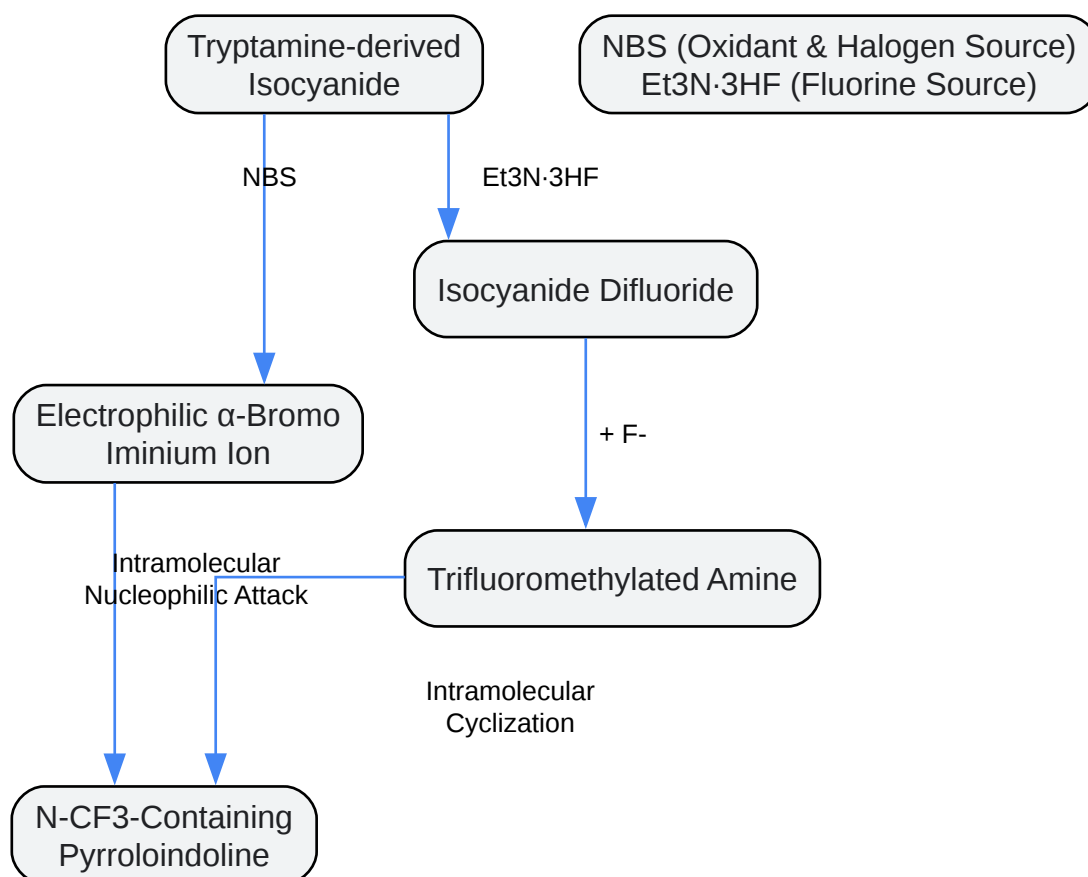 Tryptamine-derived
Isocyanide
NBS (Oxidant & Halogen Source)
Et3N·3HF (Fluorine Source)
NBS
Et3N·3HF
Isocyanide Difluoride
Electrophilic α-Bromo
Iminium Ion
+ F-
Trifluoromethylated Amine
Intramolecular
Nucleophilic Attack
Intramolecular
Cyclization
N-CF3-Containing
Pyrroloindoline